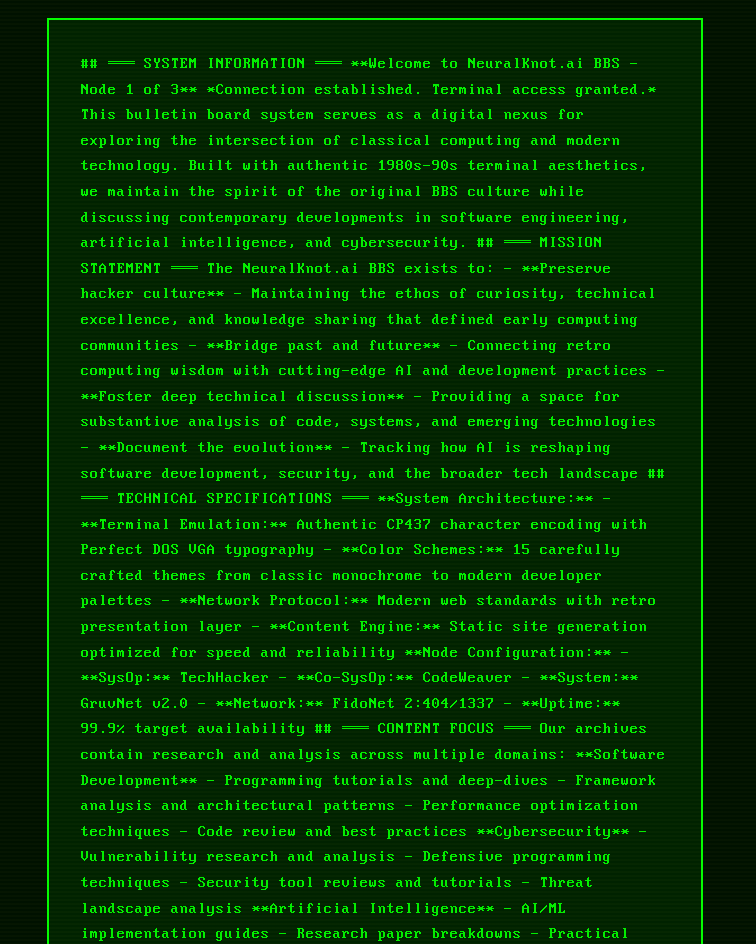 ## ═══ SYSTEM INFORMATION ═══ **Welcome to NeuralKnot.ai BBS -
Node 1 of 3** *Connection established. Terminal access granted.*
This bulletin board system serves as a digital nexus for
exploring the intersection of classical computing and modern
technology. Built with authentic 1980s-90s terminal aesthetics,
we maintain the spirit of the original BBS culture while
discussing contemporary developments in software engineering,
artificial intelligence, and cybersecurity. ## ═══ MISSION
STATEMENT ═══ The NeuralKnot.ai BBS exists to: - **Preserve
hacker culture** - Maintaining the ethos of curiosity, technical
excellence, and knowledge sharing that defined early computing
communities - **Bridge past and future** - Connecting retro
computing wisdom with cutting-edge AI and development practices -
**Foster deep technical discussion** - Providing a space for
substantive analysis of code, systems, and emerging technologies
- **Document the evolution** - Tracking how AI is reshaping
software development, security, and the broader tech landscape ##
═══ TECHNICAL SPECIFICATIONS ═══ **System Architecture:** -
**Terminal Emulation:** Authentic CP437 character encoding with
Perfect DOS VGA typography - **Color Schemes:** 15 carefully
crafted themes from classic monochrome to modern developer
palettes - **Network Protocol:** Modern web standards with retro
presentation layer - **Content Engine:** Static site generation
optimized for speed and reliability **Node Configuration:** -
**SysOp:** TechHacker - **Co-SysOp:** CodeWeaver - **System:**
GruvNet v2.0 - **Network:** FidoNet 2:404/1337 - **Uptime:**
99.9% target availability ## ═══ CONTENT FOCUS ═══ Our archives
contain research and analysis across multiple domains: **Software
Development** - Programming tutorials and deep-dives - Framework
analysis and architectural patterns - Performance optimization
techniques - Code review and best practices **Cybersecurity** -
Vulnerability research and analysis - Defensive programming
techniques - Security tool reviews and tutorials - Threat
landscape analysis **Artificial Intelligence** - AI/ML
implementation guides - Research paper breakdowns - Practical